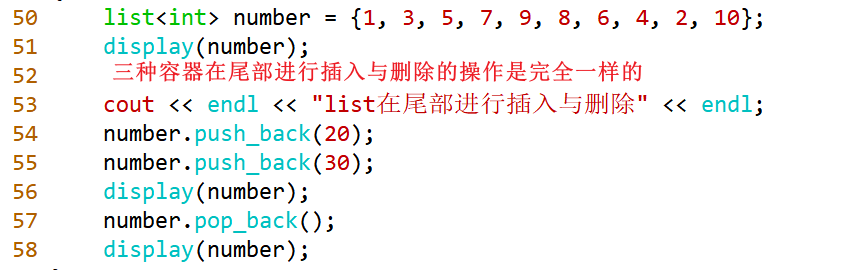 50 list<int> number = {1, 3, 5, 7, 9, 8, 6, 4, 2, 10};
51 display(number);
52 三种容器在尾部进行插入与删除的操作是完全一样的
53 cout << endl << "list在尾部进行插入与删除" << endl;
54 number.push_back(20);
55 number.push_back(30);
56 display(number);
57 number.pop_back();
58 display(number);